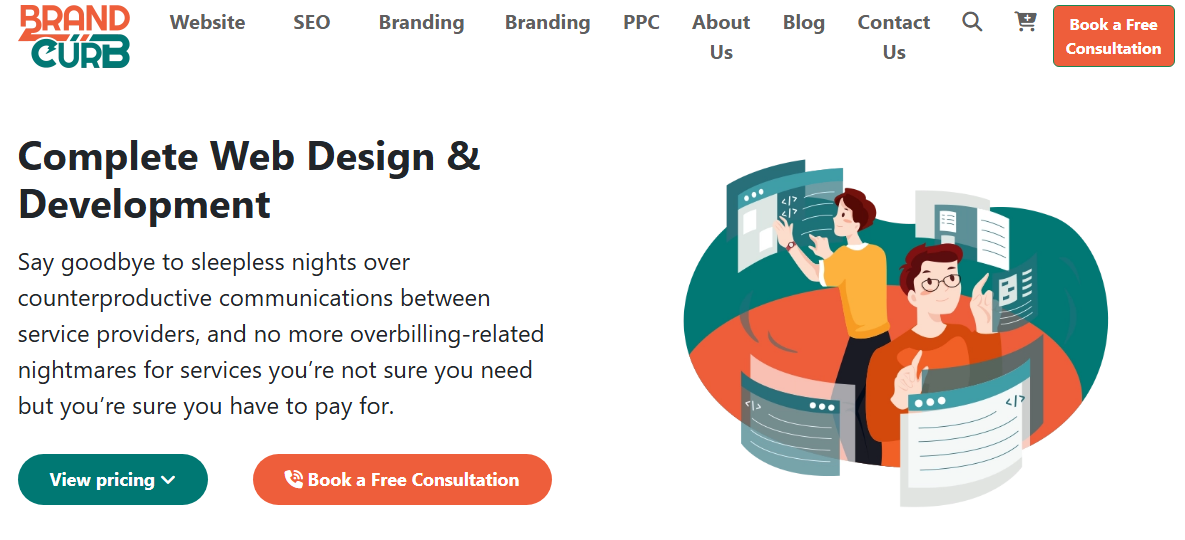 BRAND
CURB
Website SEO Branding Branding PPC About Us Blog Contact Us
Book a Free
Consultation
Complete Web Design &
Development
Say goodbye to sleepless nights over
counterproductive communications between
service providers, and no more overbilling-related
nightmares for services you’re not sure you need
but you’re sure you have to pay for.
View pricing
Book a Free Consultation
</>
</>
</>
</>